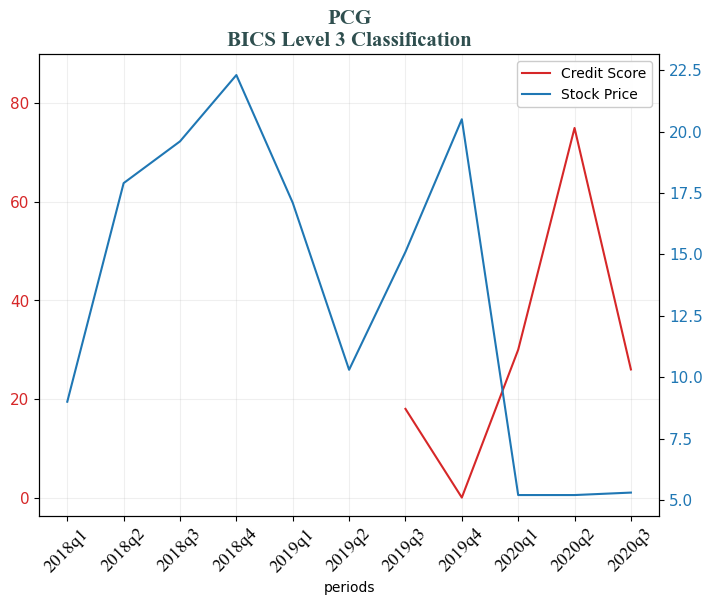 PCG
BICS Level 3 Classification
Credit Score
Stock Price
80
60
40
20
0
22.5
20.0
17.5
15.0
12.5
10.0
7.5
5.0
2018q1
2018q2
2018q3
2018q4
2019q1
2019q2
2019q3
2019q4
2020q1
2020q2
2020q3
periods